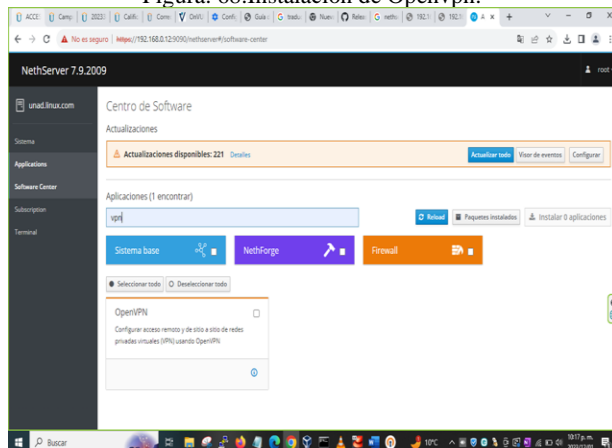 Figura. 68.Instalación de Openvpn.
No es seguro | https://192.168.0.12:9090/nethserver#/software-center
NethServer 7.9.2009
root
unad.linux.com
Centro de Software
Sistema
Actualizaciones
Applications
Actualizaciones disponibles: 221 Detalles
Actualizar todo
Visor de eventos
Configurar
Software Center
Subscription
Aplicaciones (1 encontrar)
Terminal
vpn
Reload
Paquetes instalados
Instalar 0 aplicaciones
Sistema base
NethForge
Firewall
Seleccionar todo
Deseleccionar todo
OpenVPN
Configurar acceso remoto y de sitio a sitio de redes
privadas virtuales (VPN) usando OpenVPN
Buscar
10°C
10:17 p. m.